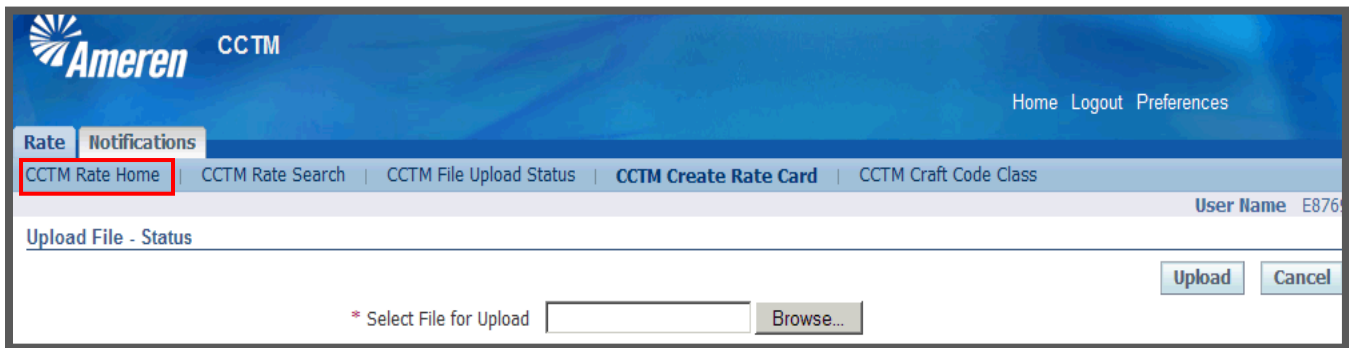 Ameren CCTM
Home Logout Preferences
Rate Notifications
CCTM Rate Home | CCTM Rate Search | CCTM File Upload Status | CCTM Create Rate Card | CCTM Craft Code Class
User Name E8769
Upload File - Status
Upload Cancel
* Select File for Upload Browse...